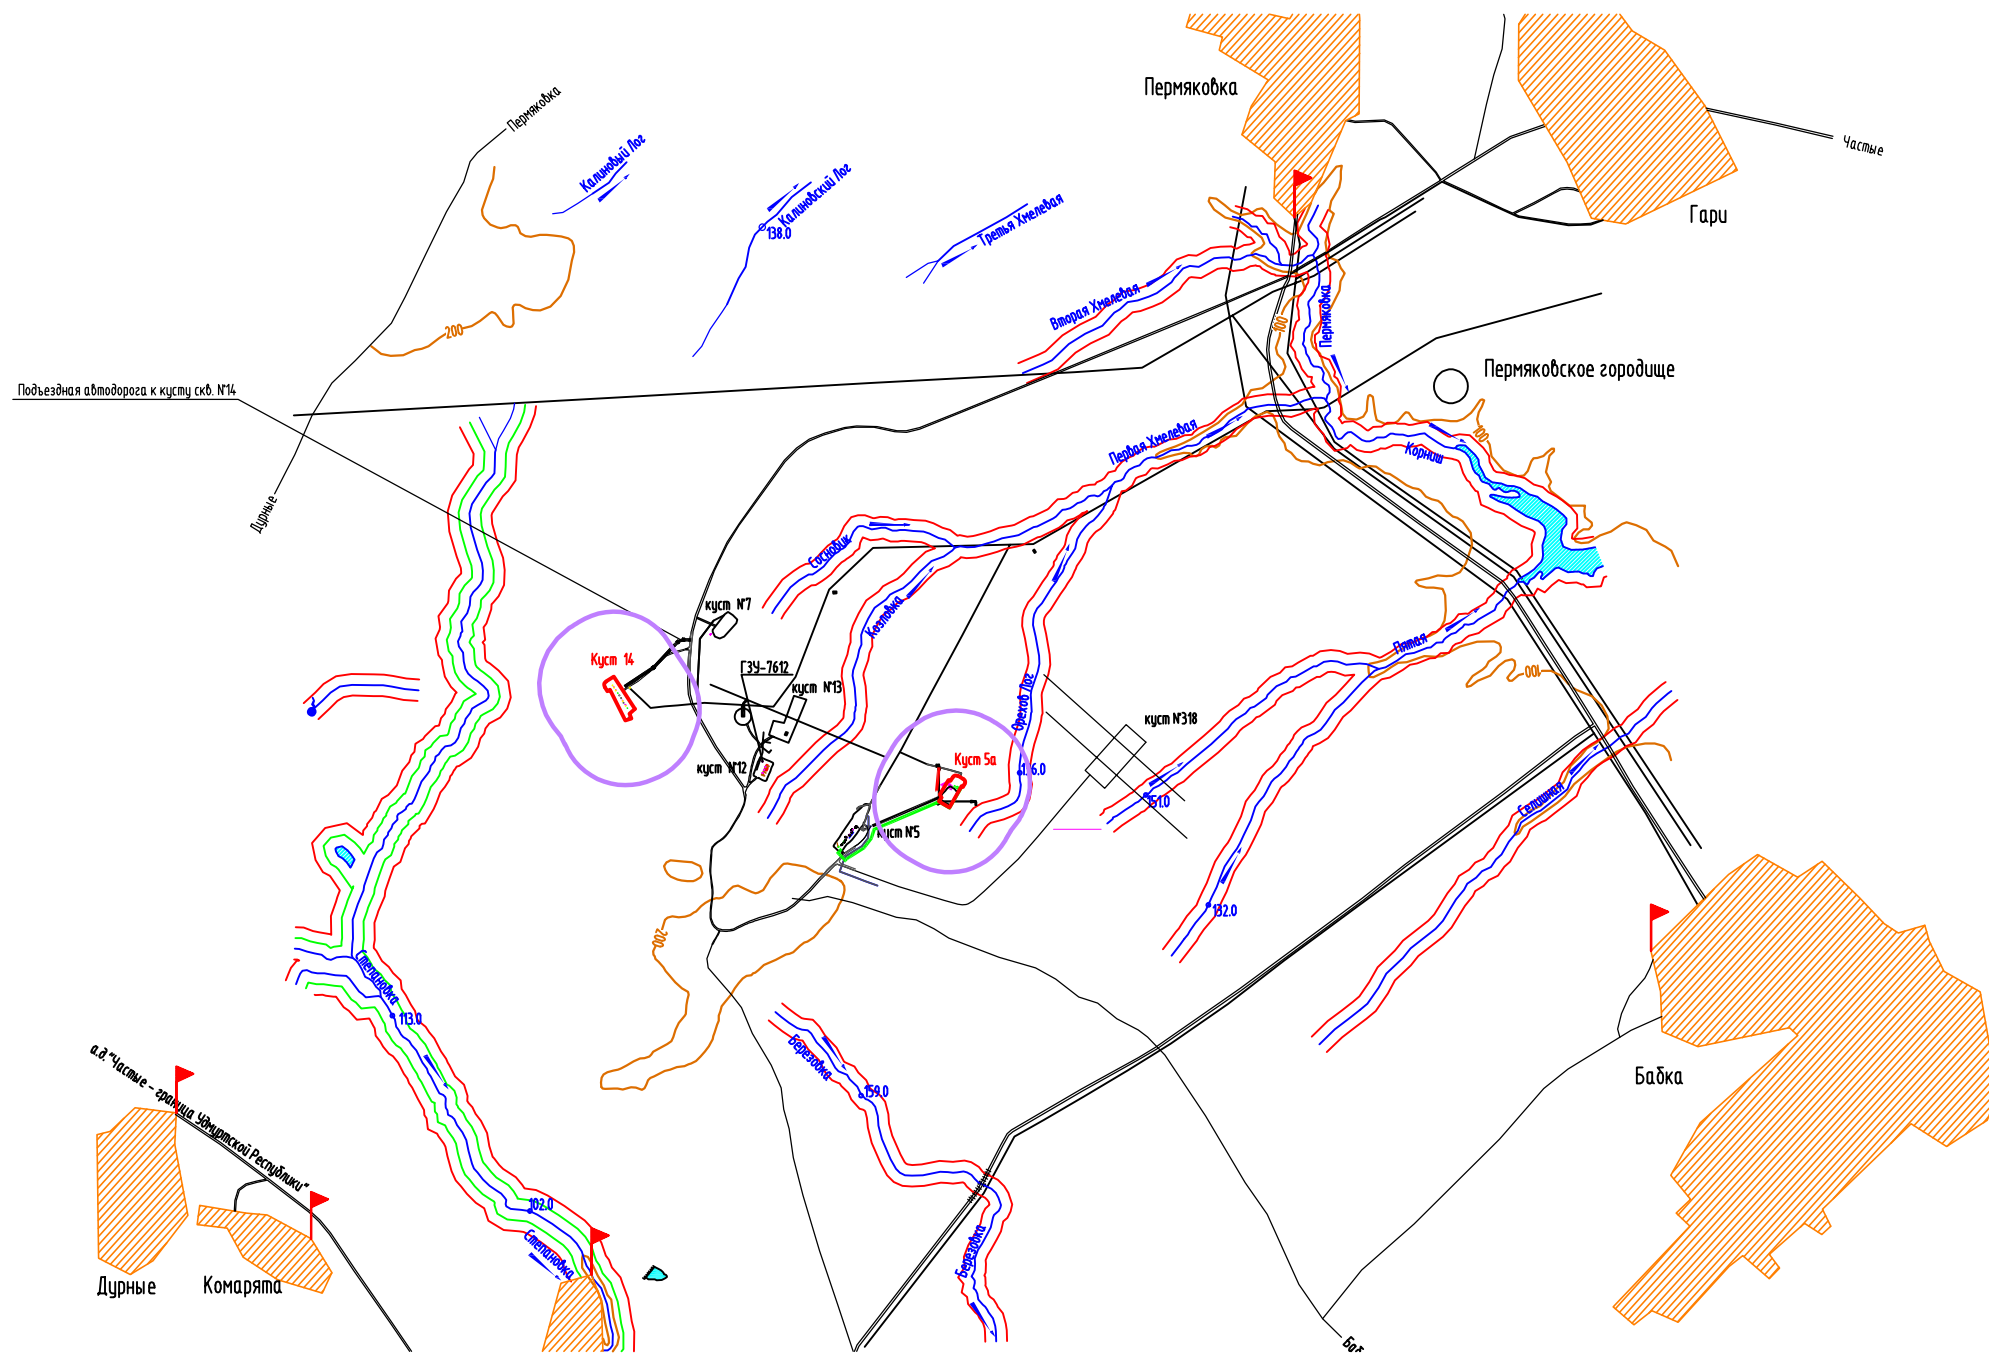 Пермяковка
Пермяковка
Частые
Калиновый Лог
Калиновский Лог
138.0
Третья Хмелевая
Гари
Вторая Хмелевая
Пермяковка
100
200
Пермяковское городище
Подъездная автодорога к кусту скв. №14
Первая Хмелевая
100
Корниш
Дурные
Сосновик
куст №7
Козловка
Куст 14
ГЗУ-7612
Пятая
100
куст №13
Орехов Лог
куст №318
куст №12
Куст 5а
116.0
151.0
Селишная
куст №5
132.0
200
Степановка
113.0
Березовка
159.0
а.д."Частые - граница Удмуртской Республики"
Бабка
102.0
Степановка
Березовка
Дурные
Комарята